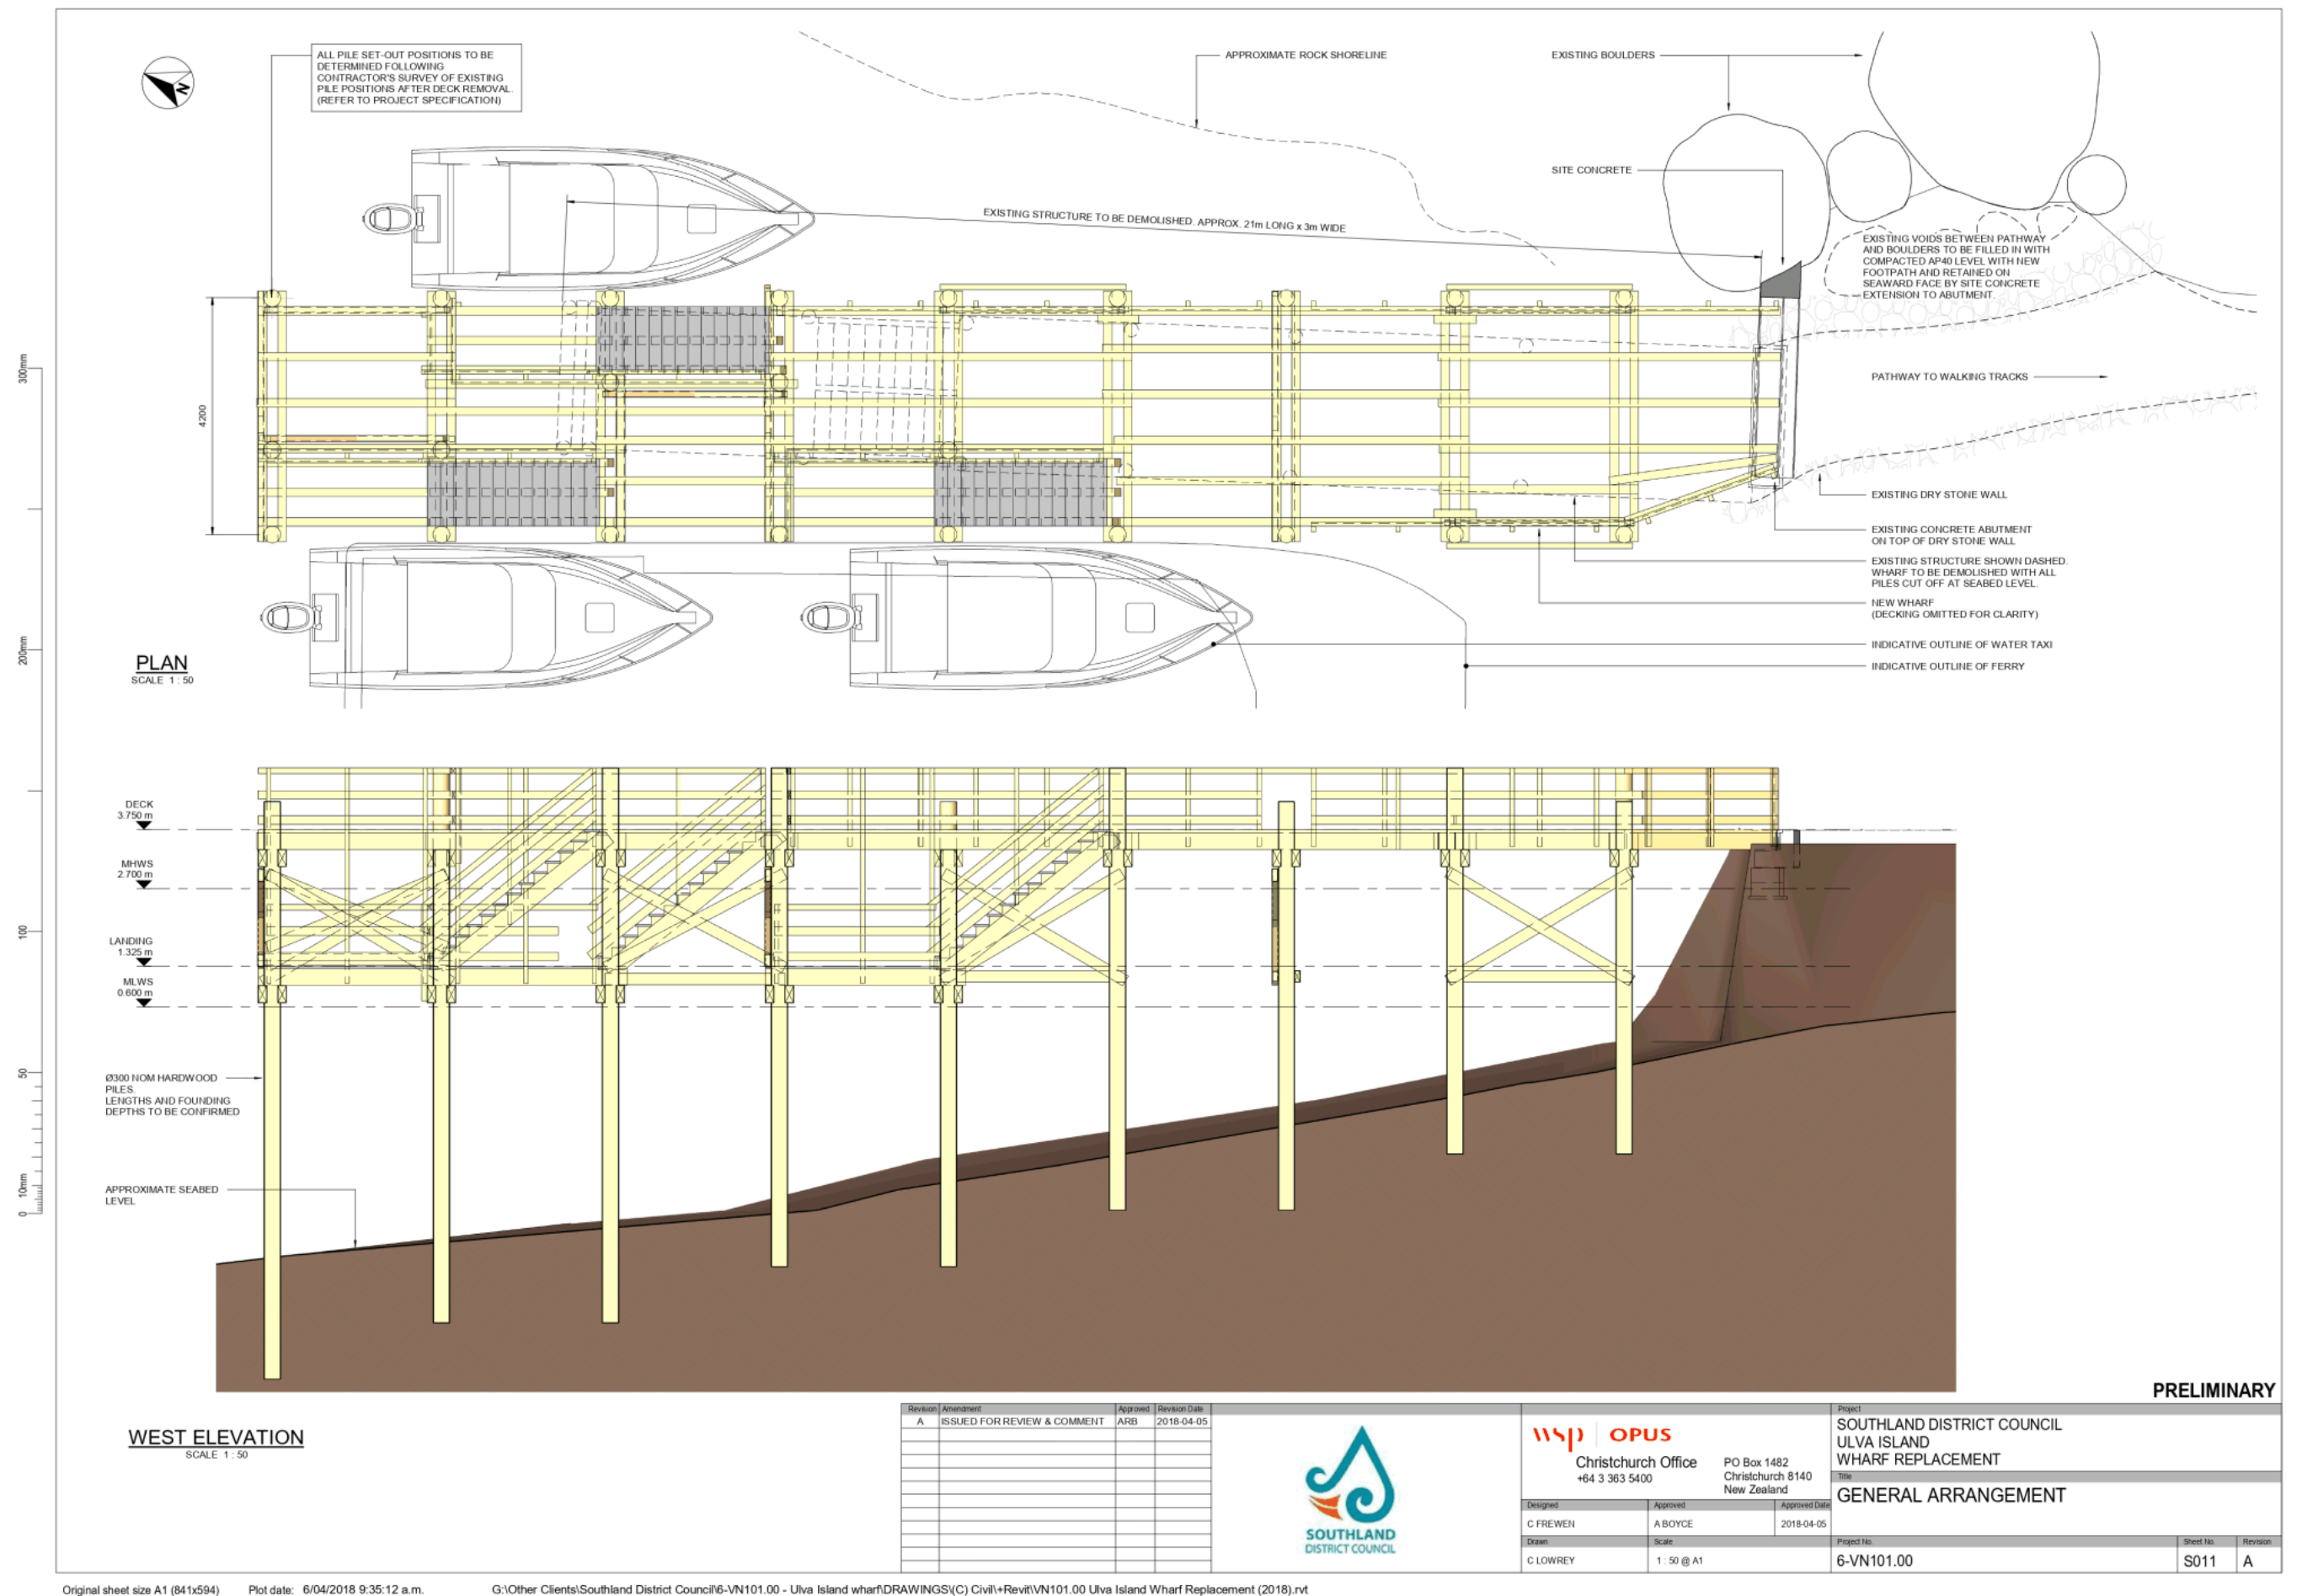 ALL PILE SET-OUT POSITIONS TO BE
DETERMINED FOLLOWING
CONTRACTOR'S SURVEY OF EXISTING
PILE POSITIONS AFTER DECK REMOVAL.
(REFER TO PROJECT SPECIFICATION)
N
APPROXIMATE ROCK SHORELINE
EXISTING BOULDERS
SITE CONCRETE
EXISTING STRUCTURE TO BE DEMOLISHED. APPROX. 21m LONG x 3m WIDE
EXISTING VOIDS BETWEEN PATHWAY
AND BOULDERS TO BE FILLED IN WITH
COMPACTED AP40 LEVEL WITH NEW
FOOTPATH AND RETAINED ON
SEAWARD FACE BY SITE CONCRETE
EXTENSION TO ABUTMENT.
4200
PATHWAY TO WALKING TRACKS
EXISTING DRY STONE WALL
EXISTING CONCRETE ABUTMENT
ON TOP OF DRY STONE WALL
EXISTING STRUCTURE SHOWN DASHED.
WHARF TO BE DEMOLISHED WITH ALL
PILES CUT OFF AT SEABED LEVEL.
NEW WHARF
(DECKING OMITTED FOR CLARITY)
INDICATIVE OUTLINE OF WATER TAXI
INDICATIVE OUTLINE OF FERRY
PLAN
SCALE 1 : 50
300mm
200mm
100
50
10mm
0
DECK
3.750 m
MHWS
2.700 m
LANDING
1.325 m
MLWS
0.600 m
Ø300 NOM HARDWOOD
PILES.
LENGTHS AND FOUNDING
DEPTHS TO BE CONFIRMED
APPROXIMATE SEABED
LEVEL
WEST ELEVATION
SCALE 1 : 50
PRELIMINARY
Revision Amendment Approved Revision Date
A ISSUED FOR REVIEW & COMMENT ARB 2018-04-05
SOUTHLAND
DISTRICT COUNCIL
wsp OPUS
Christchurch Office
+64 3 363 5400
PO Box 1482
Christchurch 8140
New Zealand
Designed Approved Approved Date
C FREWEN A BOYCE 2018-04-05
Drawn Scale
C LOWREY 1 : 50 @ A1
Project
SOUTHLAND DISTRICT COUNCIL
ULVA ISLAND
WHARF REPLACEMENT
Title
GENERAL ARRANGEMENT
Project No. Sheet No. Revision
6-VN101.00 S011 A
Original sheet size A1 (841x594) Plot date: 6/04/2018 9:35:12 a.m. G:\Other Clients\Southland District Council\6-VN101.00 - Ulva Island wharf\DRAWINGS\(C) Civil\+Revit\VN101.00 Ulva Island Wharf Replacement (2018).rvt